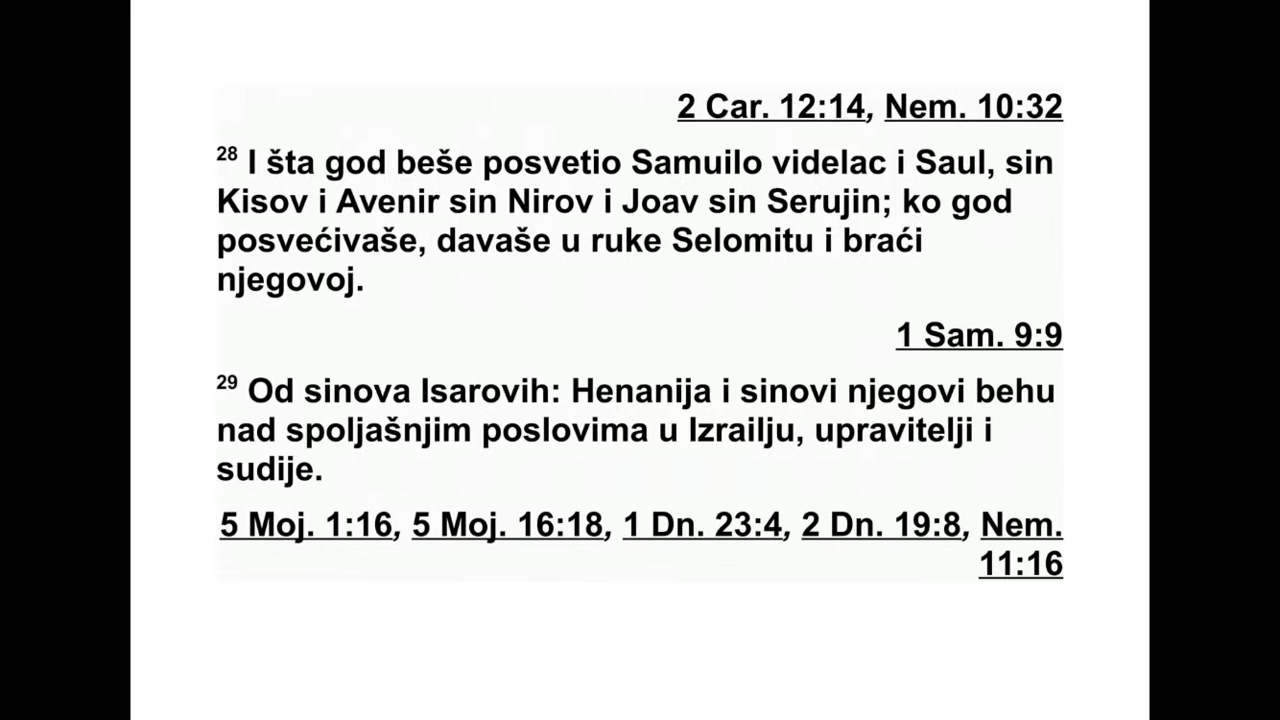 2 Car. 12:14, Nem. 10:32
28 I šta god beše posvetio Samuilo videlac i Saul, sin
Kisov i Avenir sin Nirov i Joav sin Serujin; ko god
posvećivaše, davaše u ruke Selomitu i braći
njegovoj.
1 Sam. 9:9
29 Od sinova Isarovih: Henanija i sinovi njegovi behu
nad spoljašnjim poslovima u Izrailju, upravitelji i
sudije.
5 Moj. 1:16, 5 Moj. 16:18, 1 Dn. 23:4, 2 Dn. 19:8, Nem.
11:16